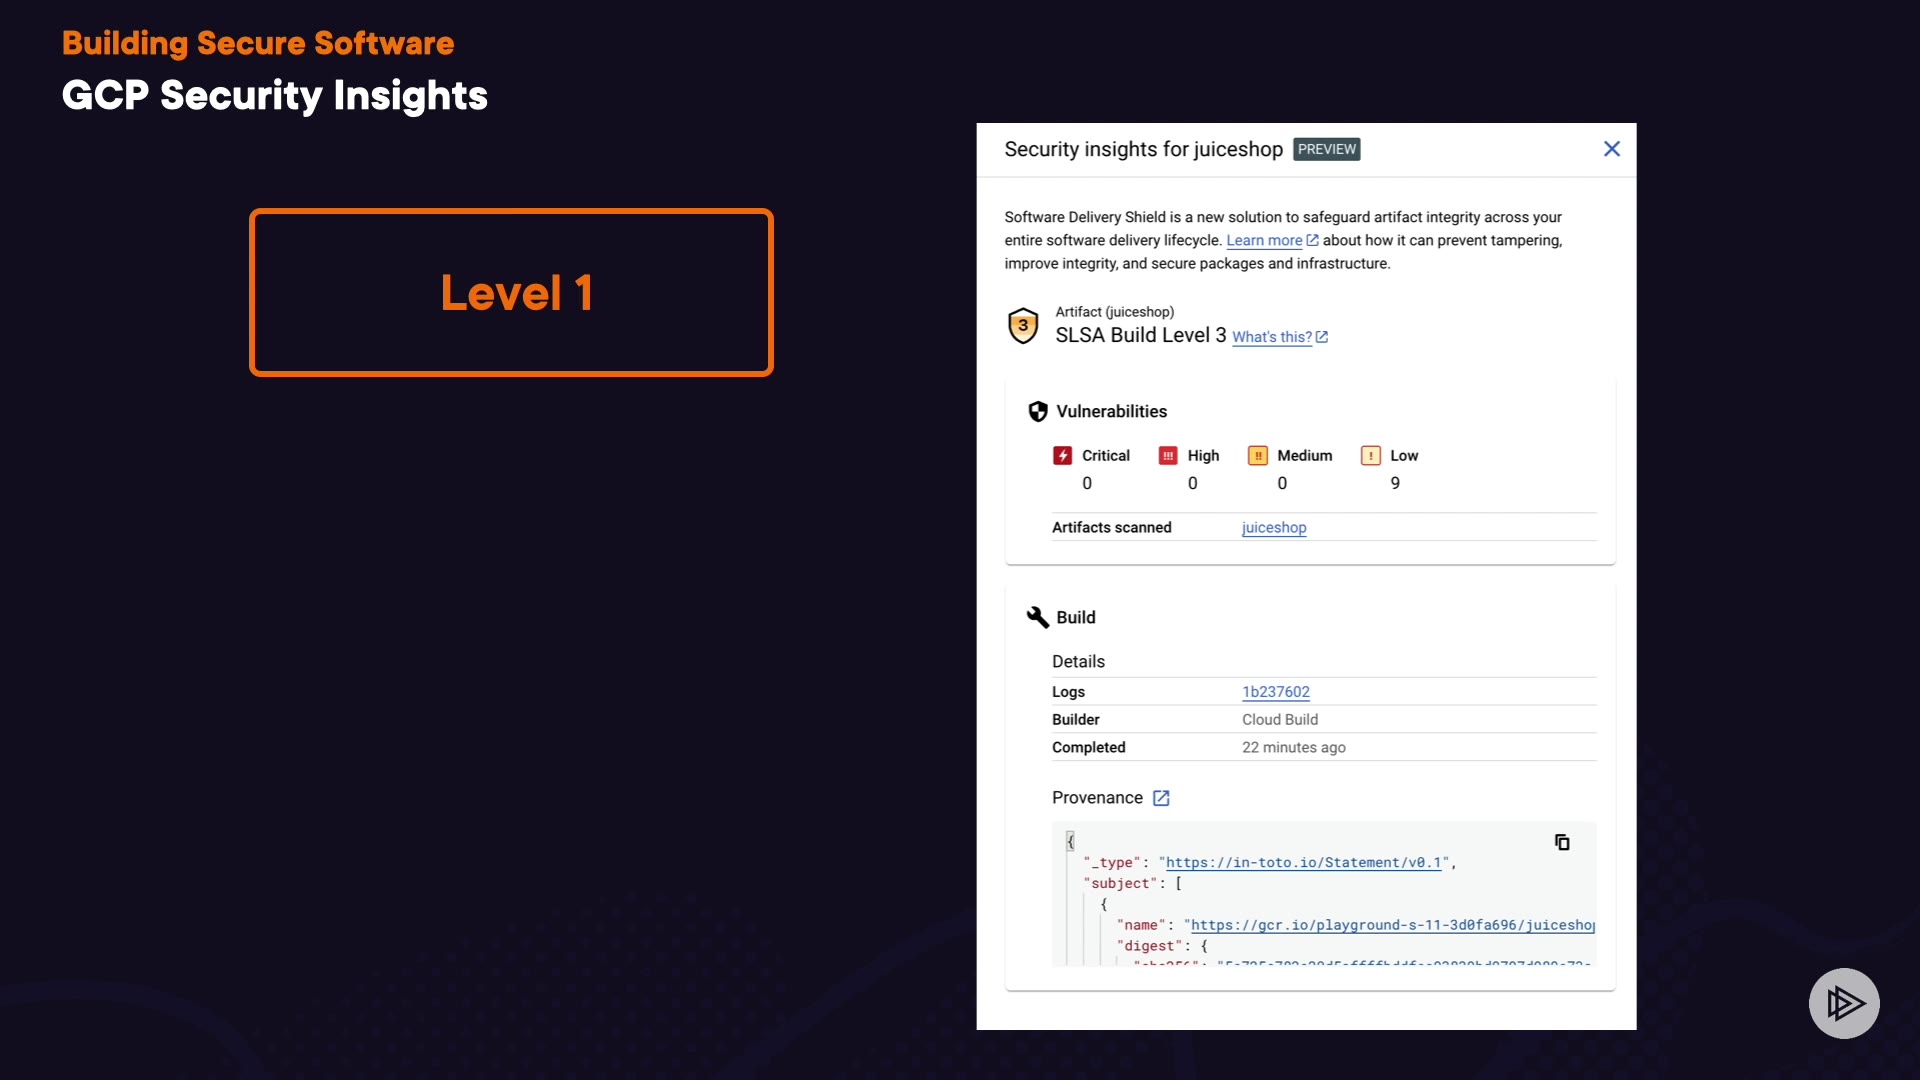 Building Secure Software
GCP Security Insights
Level 1
Security insights for juiceshop PREVIEW
Software Delivery Shield is a new solution to safeguard artifact integrity across your
entire software delivery lifecycle. Learn more about how it can prevent tampering,
improve integrity, and secure packages and infrastructure.
3
Artifact (juiceshop)
SLSA Build Level 3 What's this?
Vulnerabilities
Critical High Medium Low
0 0 0 9
Artifacts scanned juiceshop
Build
Details
Logs 1b237602
Builder Cloud Build
Completed 22 minutes ago
Provenance
{
"_type": "https://in-toto.io/Statement/v0.1",
"subject": [
{
"name": "https://gcr.io/playground-s-11-3d0fa696/juiceshop
"digest": {